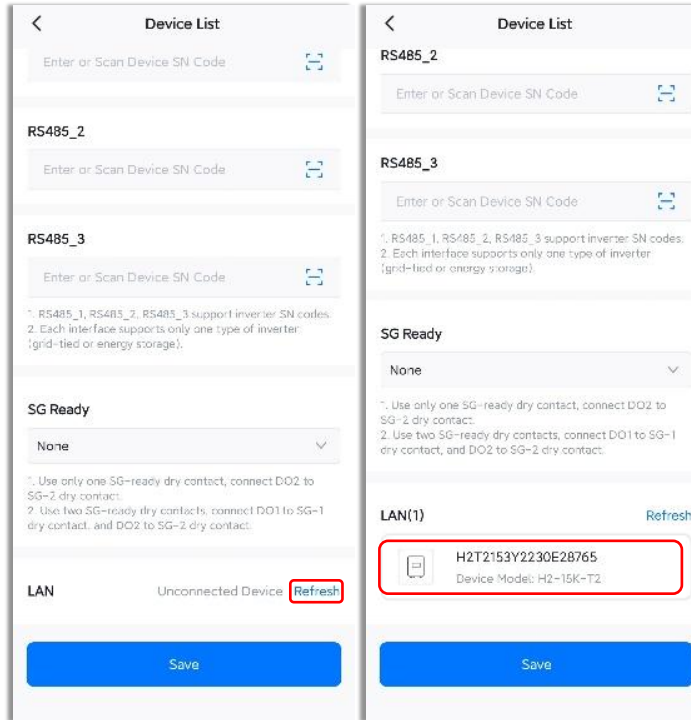 Device List
Enter or Scan Device SN Code
RS485_2
Enter or Scan Device SN Code
RS485_3
Enter or Scan Device SN Code
1. RS485_1, RS485_2, RS485_3 support inverter SN codes.
2. Each interface supports only one type of inverter
(grid-tied or energy storage).
SG Ready
None
1. Use only one SG-ready dry contact, connect DO2 to
SG-2 dry contact.
2. Use two SG-ready dry contacts, connect DO1 to SG-1
dry contact, and DO2 to SG-2 dry contact.
LAN Unconnected Device Refresh
Save
Device List
RS485_2
Enter or Scan Device SN Code
RS485_3
Enter or Scan Device SN Code
1. RS485_1, RS485_2, RS485_3 support inverter SN codes.
2. Each interface supports only one type of inverter
(grid-tied or energy storage).
SG Ready
None
1. Use only one SG-ready dry contact, connect DO2 to
SG-2 dry contact.
2. Use two SG-ready dry contacts, connect DO1 to SG-1
dry contact, and DO2 to SG-2 dry contact.
LAN(1) Refresh
H2T2153Y2230E28765
Device Model: H2-15K-T2
Save